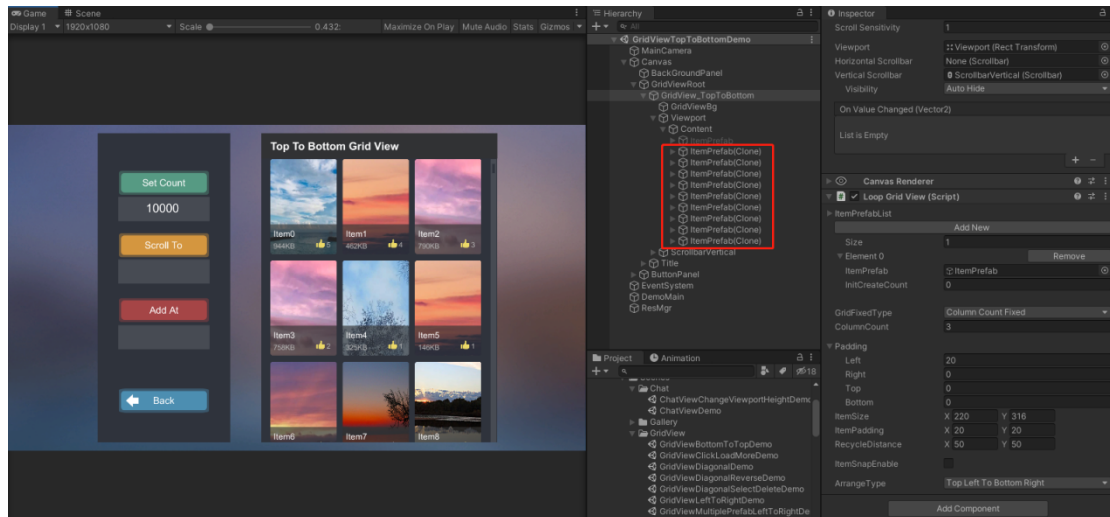 Game
Scene
Display 1
1920x1080
Scale
0.432:
Maximize On Play
Mute Audio
Stats
Gizmos
Top To Bottom Grid View
Set Count
10000
Scroll To
Add At
Back
Item0
944KB
5
Item1
462KB
4
Item2
790KB
3
Item3
759KB
2
Item4
325KB
1
Item5
146KB
1
Item6
Item7
Item8
Hierarchy
All
GridViewTopToBottomDemo
MainCamera
Canvas
BackGroundPanel
GridViewRoot
GridView_TopToBottom
GridViewBg
Viewport
Content
ItemPrefab
ItemPrefab(Clone)
ItemPrefab(Clone)
ItemPrefab(Clone)
ItemPrefab(Clone)
ItemPrefab(Clone)
ItemPrefab(Clone)
ItemPrefab(Clone)
ItemPrefab(Clone)
ItemPrefab(Clone)
ScrollbarVertical
Title
ButtonPanel
EventSystem
DemoMain
ResMgr
Project
Animation
18
Chat
ChatViewChangeViewportHeightDemo
ChatViewDemo
Gallery
GridView
GridViewBottomToTopDemo
GridViewClickLoadMoreDemo
GridViewDiagonalDemo
GridViewDiagonalReverseDemo
GridViewDiagonalSelectDeleteDemo
GridViewLeftToRightDemo
GridViewMultiplePrefabLeftToRightDe
Inspector
Scroll Sensitivity
1
Viewport
Viewport (Rect Transform)
Horizontal Scrollbar
None (Scrollbar)
Vertical Scrollbar
ScrollbarVertical (Scrollbar)
Visibility
Auto Hide
On Value Changed (Vector2)
List is Empty
+ -
Canvas Renderer
Loop Grid View (Script)
ItemPrefabList
Add New
Size
1
Element 0
Remove
ItemPrefab
ItemPrefab
InitCreateCount
0
GridFixedType
Column Count Fixed
ColumnCount
3
Padding
Left
20
Right
0
Top
0
Bottom
0
ItemSize
X 220 Y 316
ItemPadding
X 20 Y 20
RecycleDistance
X 50 Y 50
ItemSnapEnable
ArrangeType
Top Left To Bottom Right
Add Component